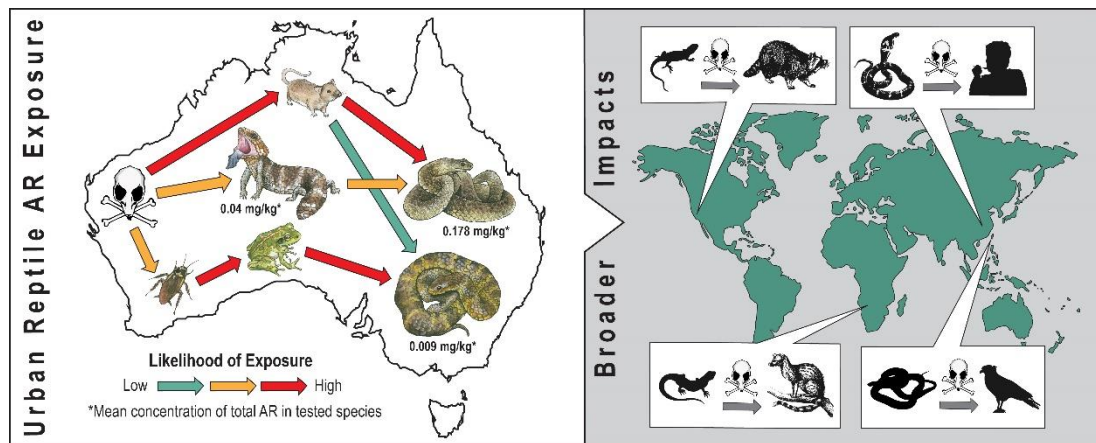 Urban Reptile AR Exposure
0.04 mg/kg*
0.178 mg/kg*
0.009 mg/kg*
Likelihood of Exposure
Low
High
*Mean concentration of total AR in tested species
Broader Impacts